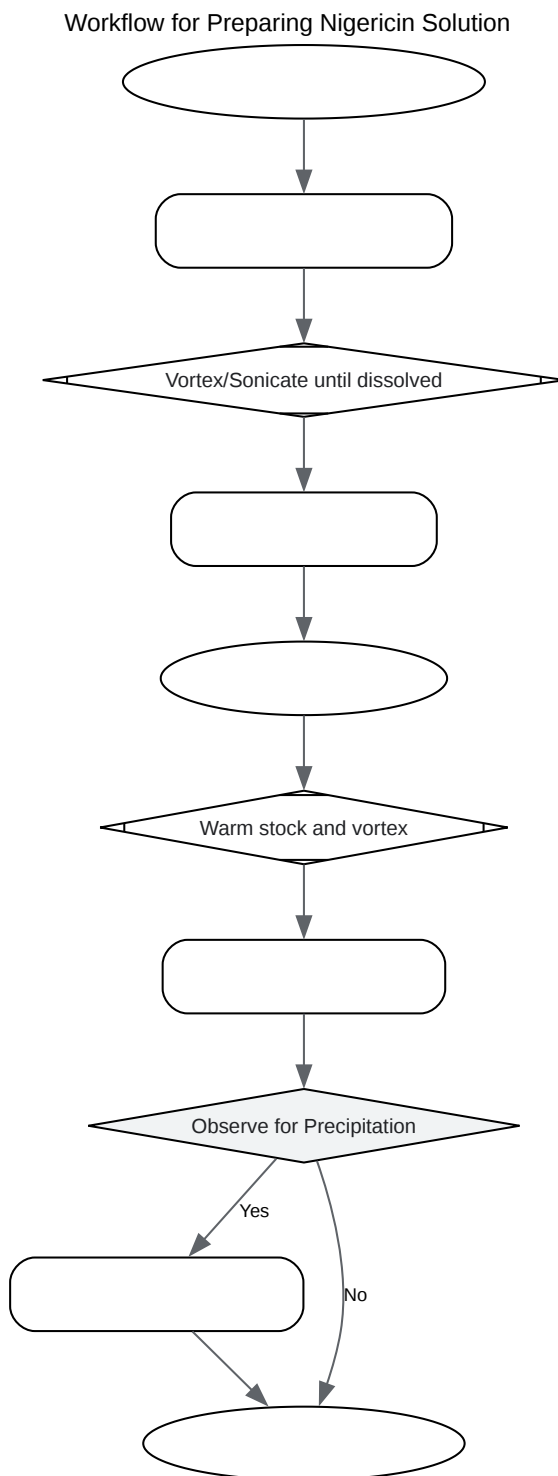 Workflow for Preparing Nigericin Solution
Vortex/Sonicate until dissolved
Warm stock and vortex
Observe for Precipitation
Yes
No